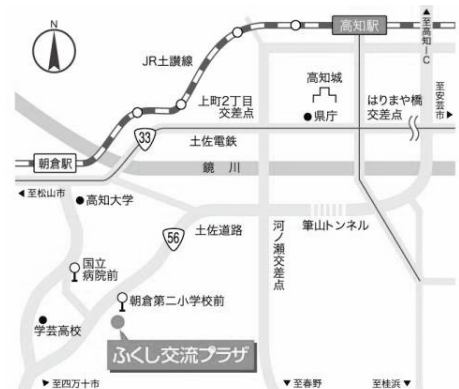 N
高知駅
▲至高知IC
JR土讃線
高知城
至安芸市▶
上町2丁目
交差点
県庁
はりまや橋
交差点
33
土佐電鉄
朝倉駅
鏡川
◀至松山市
高知大学
56
土佐道路
筆山トンネル
河ノ瀬交差点
国立
病院前
朝倉第二小学校前
学芸高校
ふくし交流プラザ
▶至四万十市
▼至春野
至桂浜▼